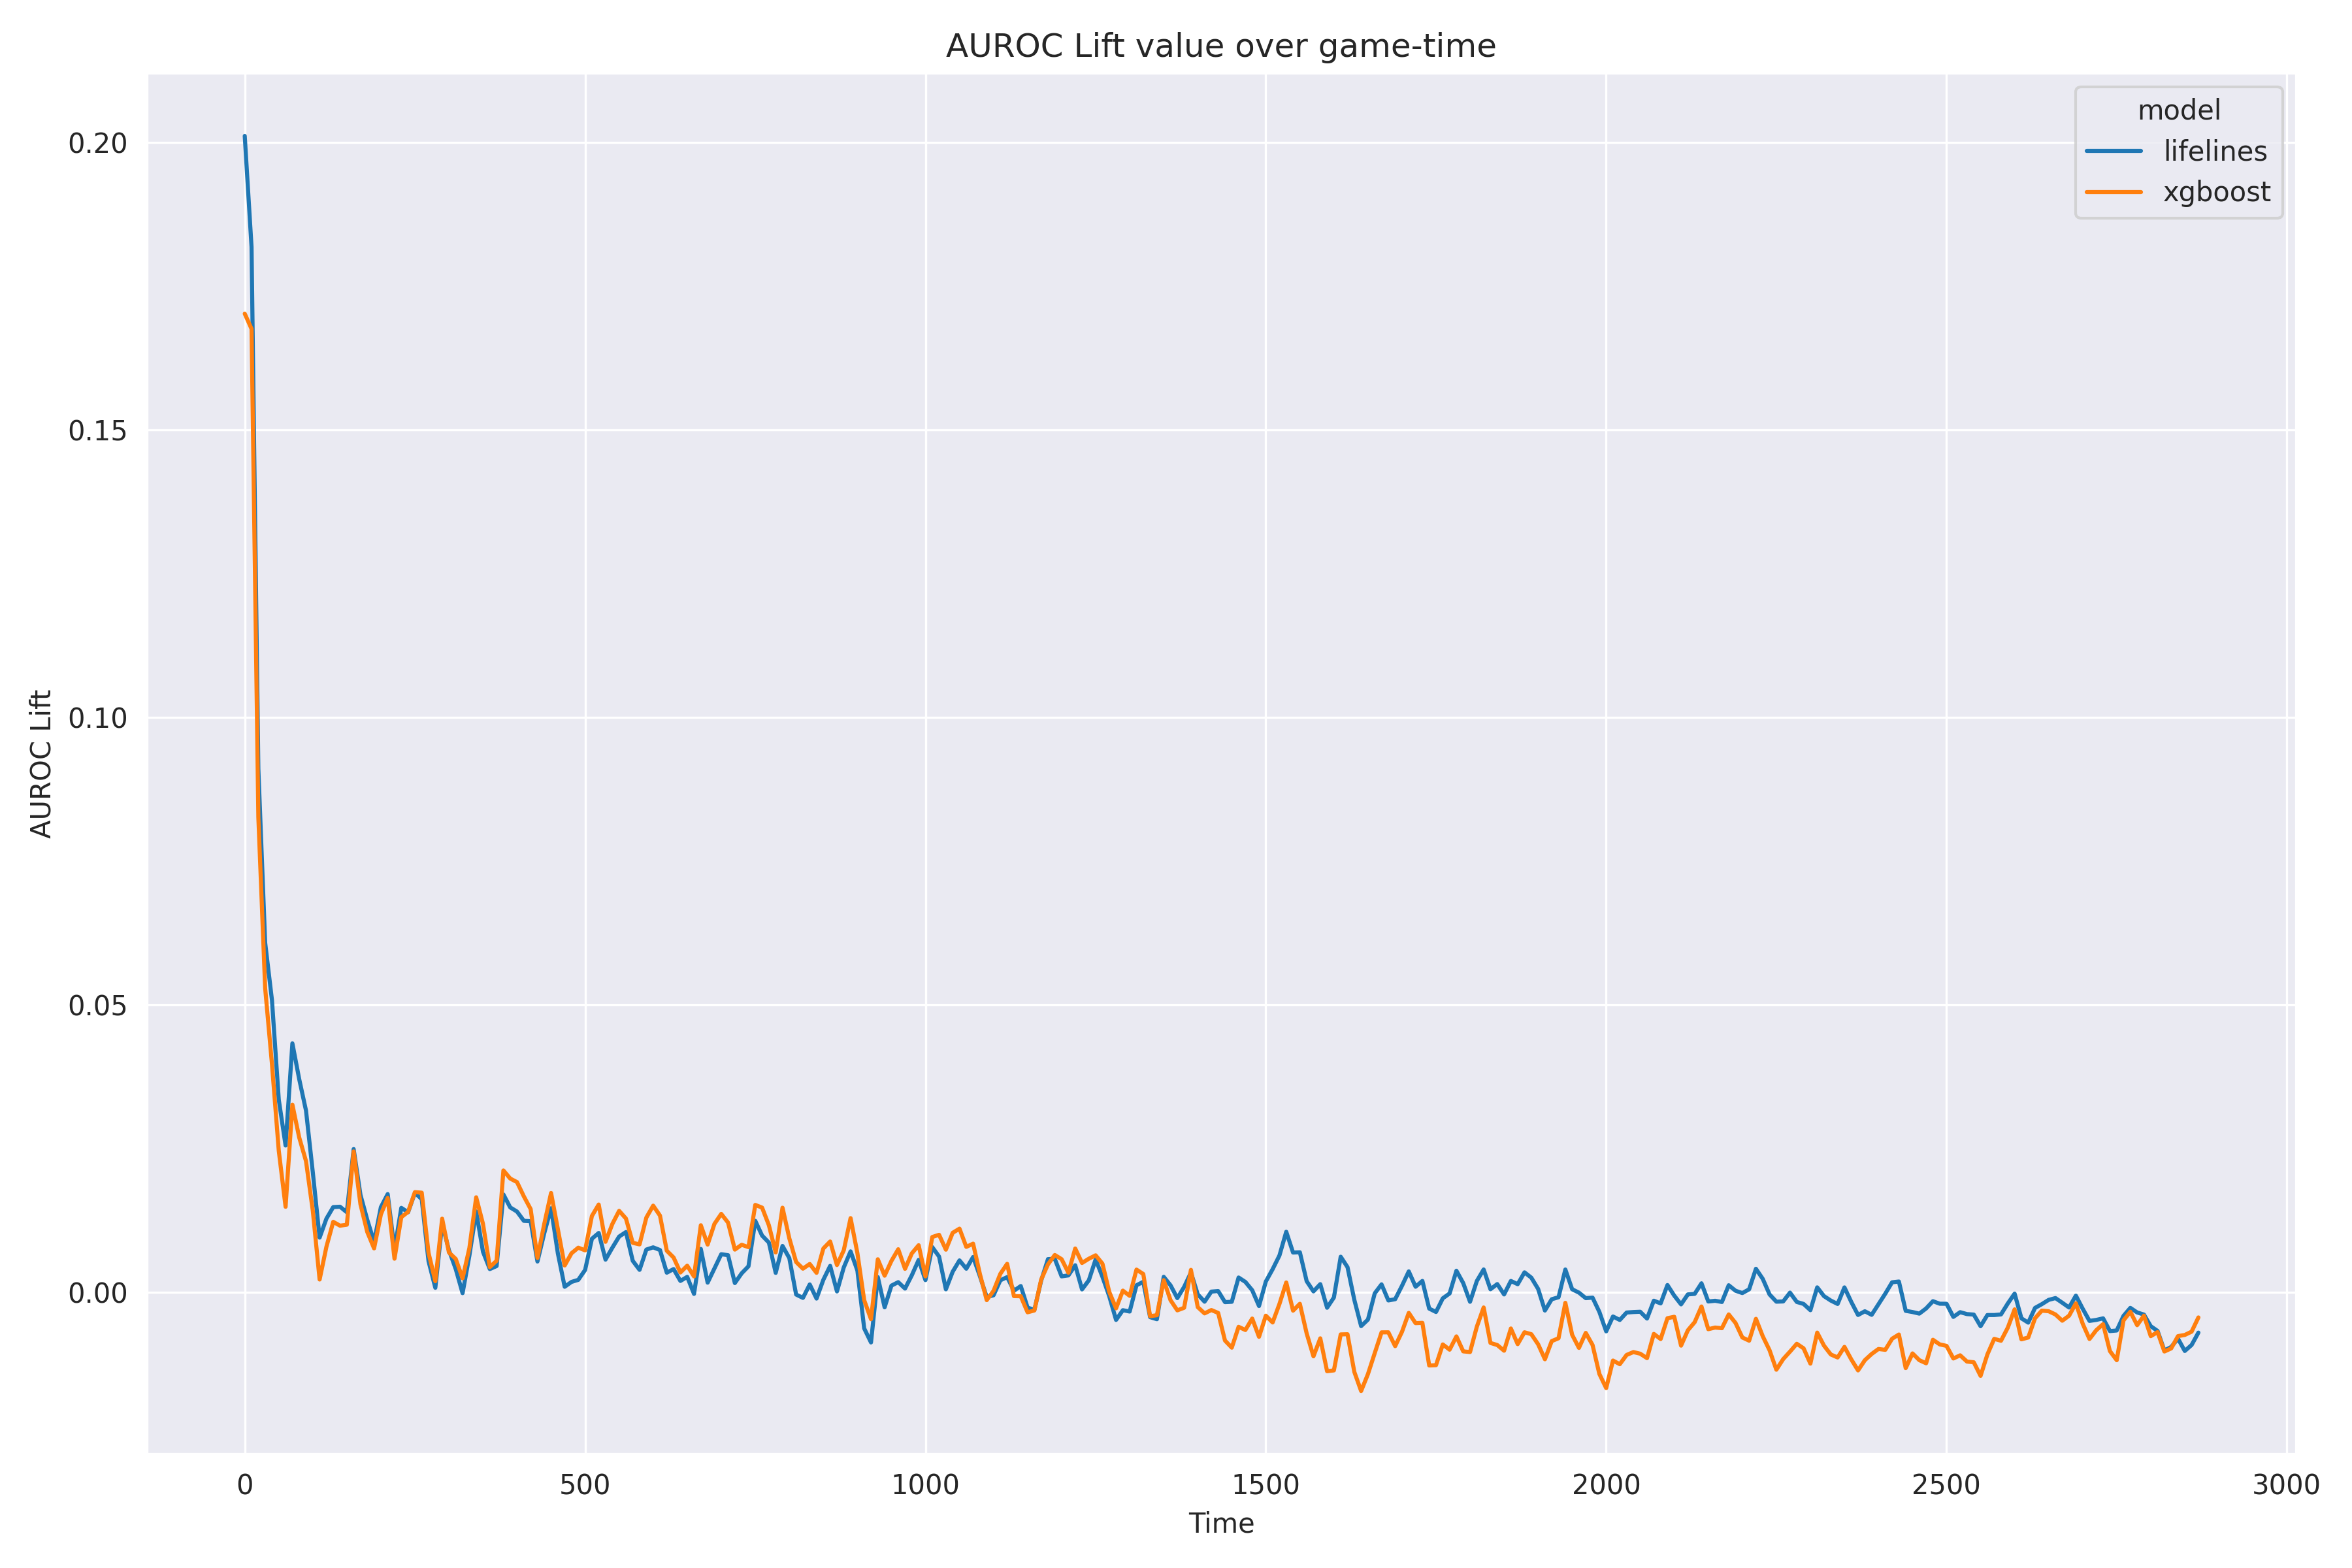 AUROC Lift value over game-time
model
lifelines
xgboost
AUROC Lift
0.20
0.15
0.10
0.05
0.00
0
500
1000
1500
2000
2500
3000
Time